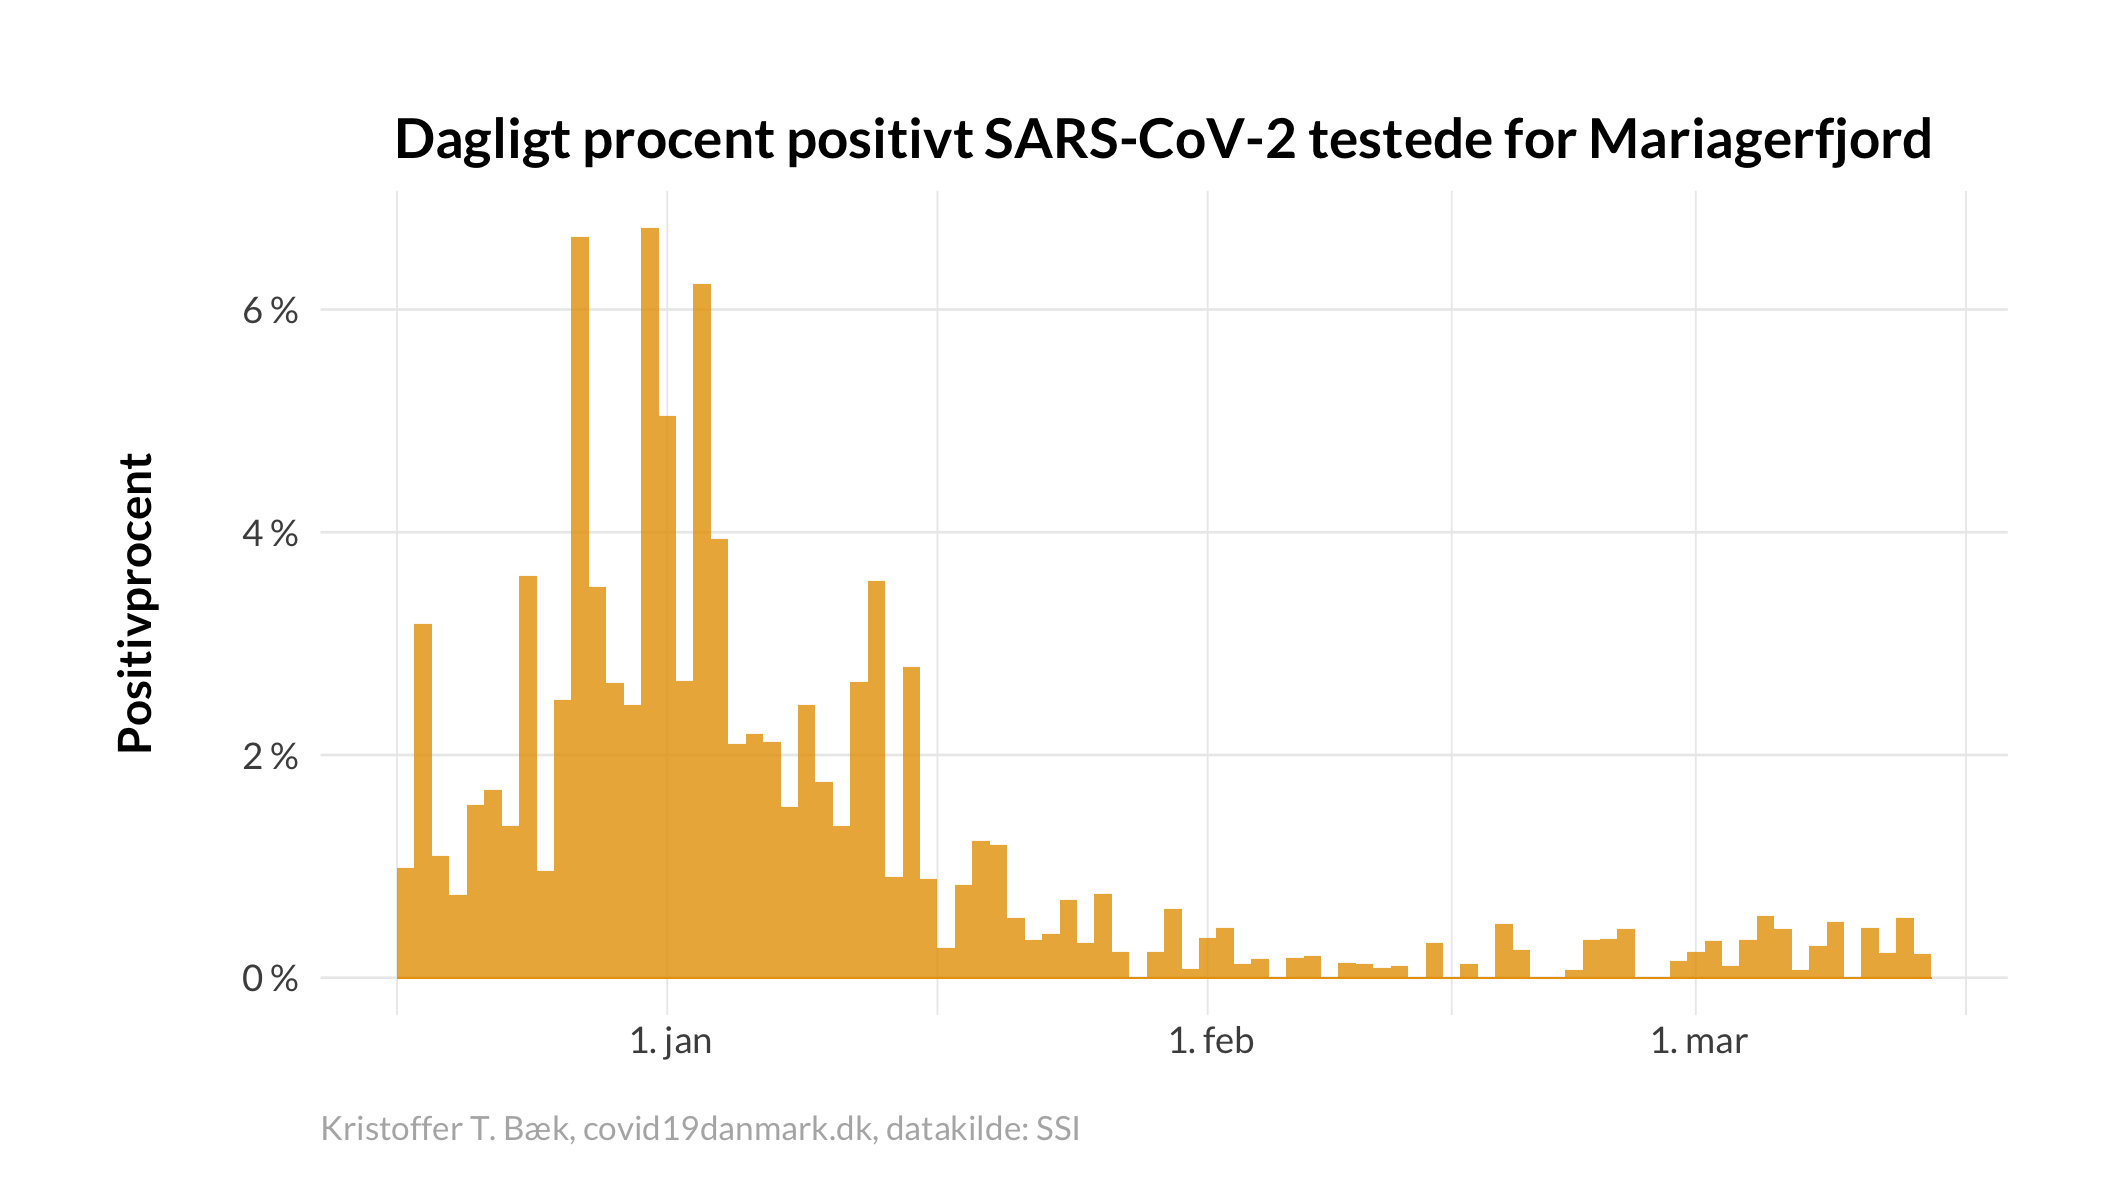 Dagligt procent positivt SARS-CoV-2 testede for Mariagerfjord
Positivprocent
6 %
4 %
2 %
0 %
1. jan
1. feb
1. mar
Kristoffer T. Bæk, covid19danmark.dk, datakilde: SSI